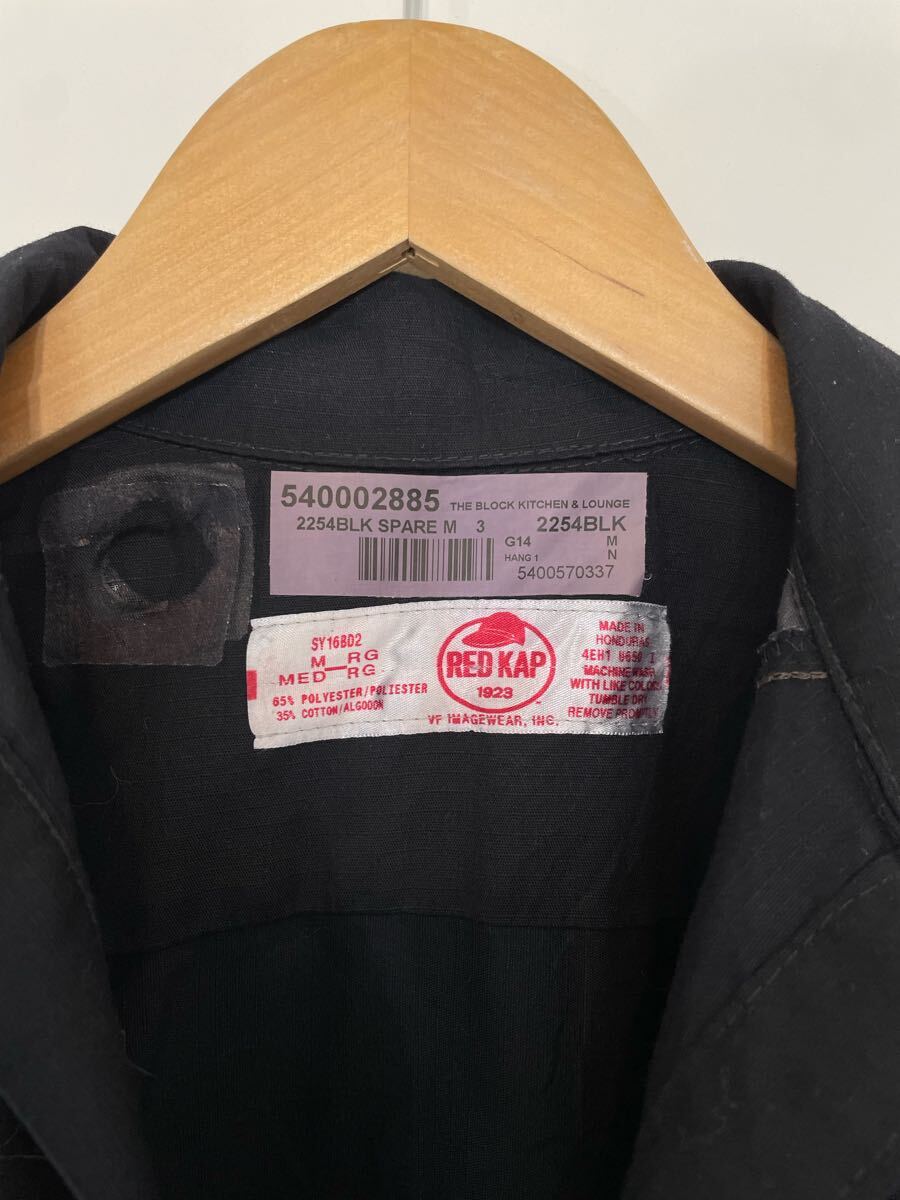 540002885 THE BLOCK KITCHEN & LOUNGE
2254BLK SPARE M 3 2254BLK
G14 M
HANG 1 N
5400570337
SY16BD2
M RG
MED RG
65% POLYESTER/POLIESTER
35% COTTON/ALGODON
RED KAP
1923
VF IMAGEWEAR, INC.
MADE IN
HONDURAS
4EH1
MACHINE WASH
WITH LIKE COLORS
TUMBLE DRY
REMOVE PROMPTLY